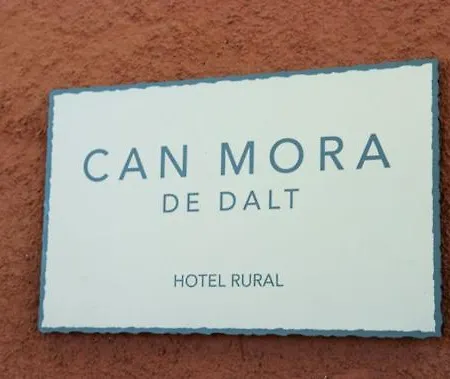 CAN MORA
DE DALT
HOTEL RURAL